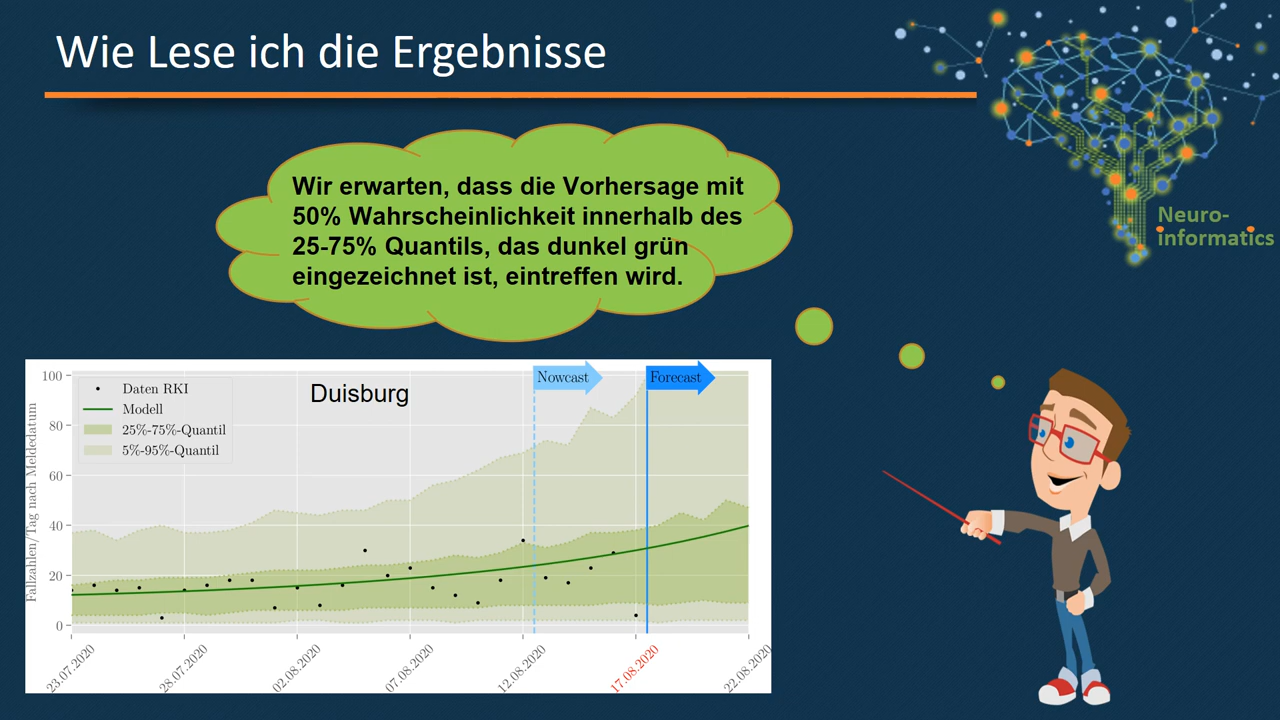 Wie Lese ich die Ergebnisse
Neuro-
informatics
Wir erwarten, dass die Vorhersage mit
50% Wahrscheinlichkeit innerhalb des
25-75% Quantils, das dunkel grün
eingezeichnet ist, eintreffen wird.
Duisburg
Nowcast
Forecast
Daten RKI
Modell
25%-75%-Quantil
5%-95%-Quantil
Fallzahlen/Tag nach Meldedatum
100
80
60
40
20
0
23.07.2020
28.07.2020
02.08.2020
07.08.2020
12.08.2020
17.08.2020
22.08.2020